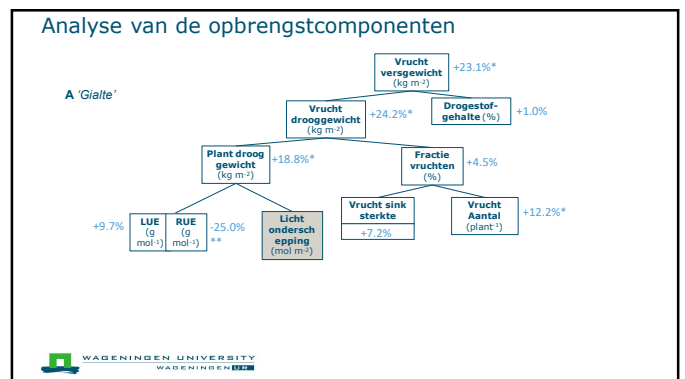 Analyse van de opbrengstcomponenten
A 'Gialte'
Vrucht
versgewicht
(kg m-2)
+23.1%*
Vrucht
drooggewicht
(kg m-2)
+24.2%*
Drogestof-
gehalte (%)
+1.0%
Plant droog
gewicht
(kg m-2)
+18.8%*
Fractie
vruchten
(%)
+4.5%
+9.7%
LUE
(g
mol-1)
RUE
(g
mol-1)
-25.0%
**
Licht
ondersch
epping
(mol m-2)
Vrucht sink
sterkte
+7.2%
Vrucht
Aantal
(plant-1)
+12.2%*
WAGENINGEN UNIVERSITY
WAGENINGEN UR